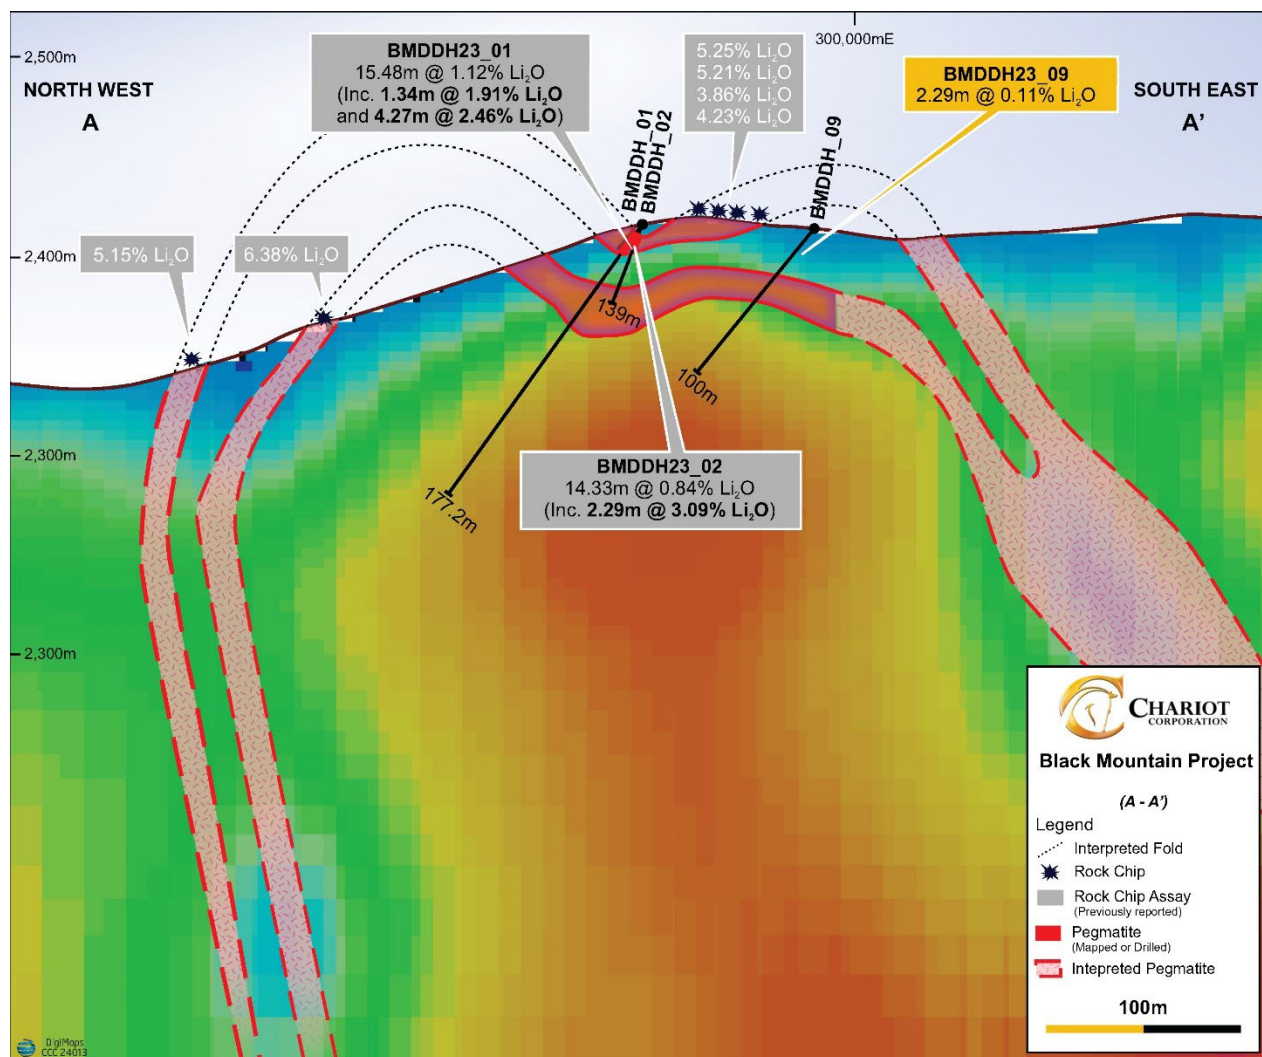 2,500m
NORTH WEST
A
BMDDH23_01
15.48m @ 1.12% Li₂O
(Inc. 1.34m @ 1.91% Li₂O
and 4.27m @ 2.46% Li₂O)
5.25% Li₂O
5.21% Li₂O
3.86% Li₂O
4.23% Li₂O
300,000mE
BMDDH23_09
2.29m @ 0.11% Li₂O
SOUTH EAST
A'
BMDDH_01
BMDDH_02
BMDDH_09
2,400m
5.15% Li₂O
6.38% Li₂O
139m
100m
2,300m
177.2m
BMDDH23_02
14.33m @ 0.84% Li₂O
(Inc. 2.29m @ 3.09% Li₂O)
2,300m
CHARIOT
CORPORATION
Black Mountain Project
(A - A')
Legend
Interpreted Fold
Rock Chip
Rock Chip Assay
(Previously reported)
Pegmatite
(Mapped or Drilled)
Intepreted Pegmatite
100m
DigiMaps
CCC 24013